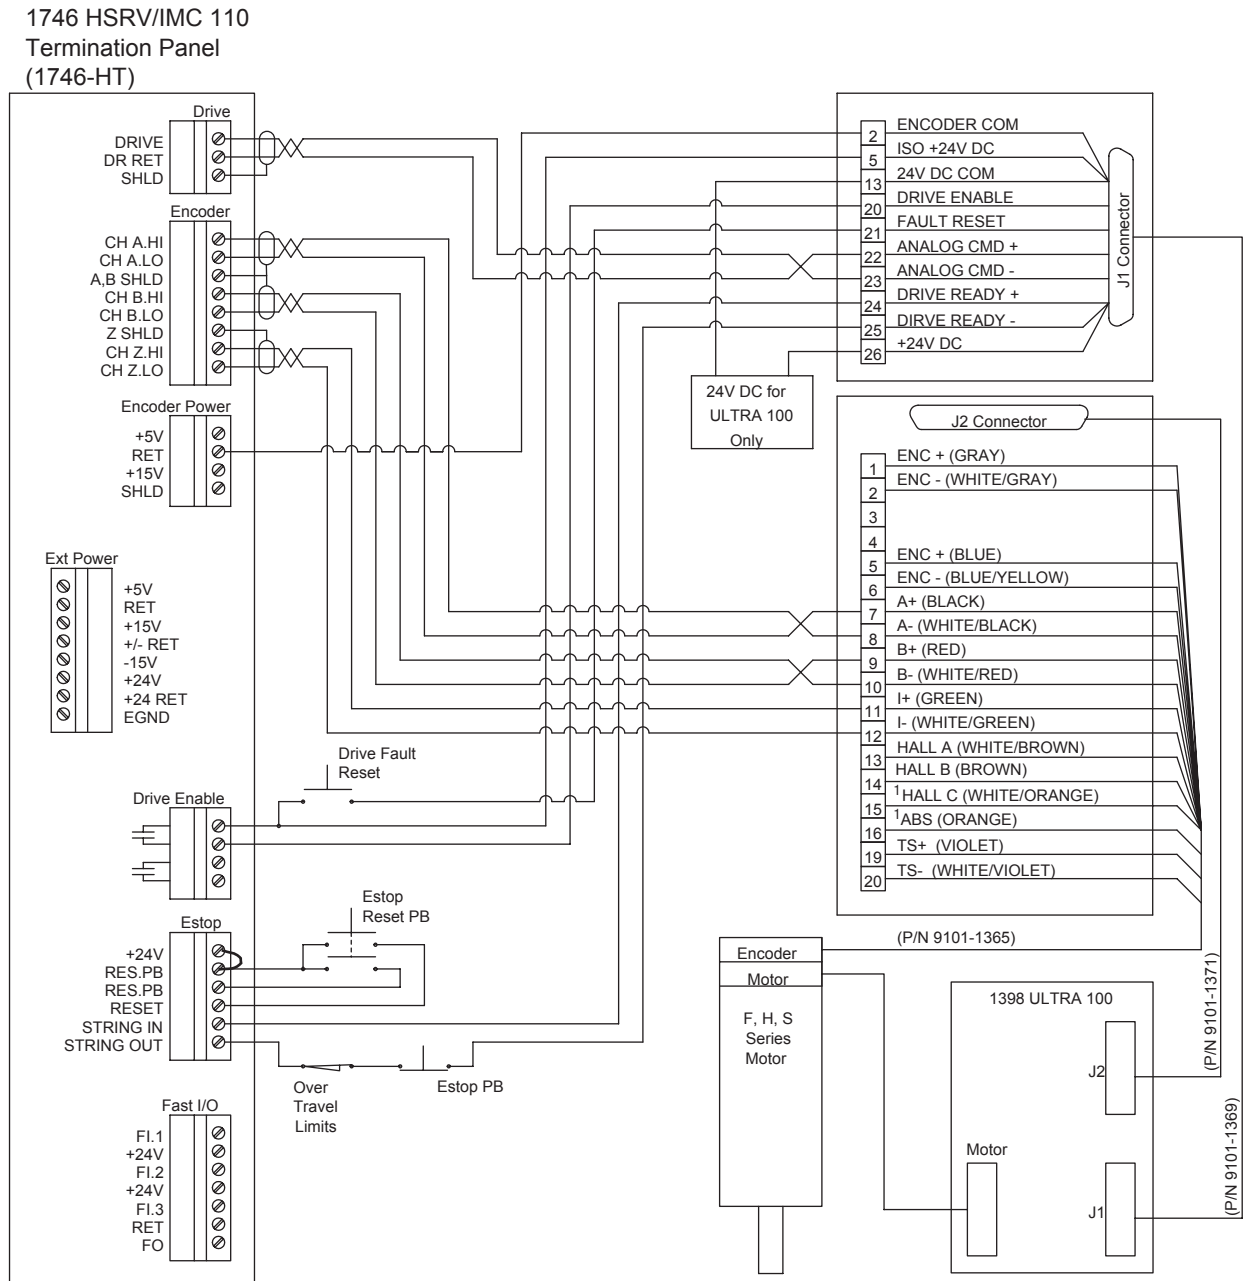 1746 HSRV/IMC 110
Termination Panel
(1746-HT)
Drive
DRIVE
DR RET
SHLD
Encoder
CH A.HI
CH A.LO
A,B SHLD
CH B.HI
CH B.LO
Z SHLD
CH Z.HI
CH Z.LO
Encoder Power
+5V
RET
+15V
SHLD
Ext Power
+5V
RET
+15V
+/- RET
-15V
+24V
+24 RET
EGND
Drive Fault
Reset
Drive Enable
Estop
Reset PB
Estop
+24V
RES.PB
RES.PB
RESET
STRING IN
STRING OUT
Over
Travel
Limits
Estop PB
Fast I/O
FI.1
+24V
FI.2
+24V
FI.3
RET
FO
2 ENCODER COM
5 ISO +24V DC
13 24V DC COM
20 DRIVE ENABLE
21 FAULT RESET
22 ANALOG CMD +
23 ANALOG CMD -
24 DRIVE READY +
25 DIRVE READY -
26 +24V DC
J1 Connector
24V DC for
ULTRA 100
Only
J2 Connector
1 ENC + (GRAY)
2 ENC - (WHITE/GRAY)
3
4
5 ENC + (BLUE)
6 ENC - (BLUE/YELLOW)
7 A+ (BLACK)
8 A- (WHITE/BLACK)
9 B+ (RED)
10 B- (WHITE/RED)
11 I+ (GREEN)
12 I- (WHITE/GREEN)
13 HALL A (WHITE/BROWN)
14 HALL B (BROWN)
15 1HALL C (WHITE/ORANGE)
16 1ABS (ORANGE)
19 TS+ (VIOLET)
20 TS- (WHITE/VIOLET)
(P/N 9101-1365)
(P/N 9101-1371)
(P/N 9101-1369)
Encoder
Motor
F, H, S
Series
Motor
1398 ULTRA 100
J2
Motor
J1